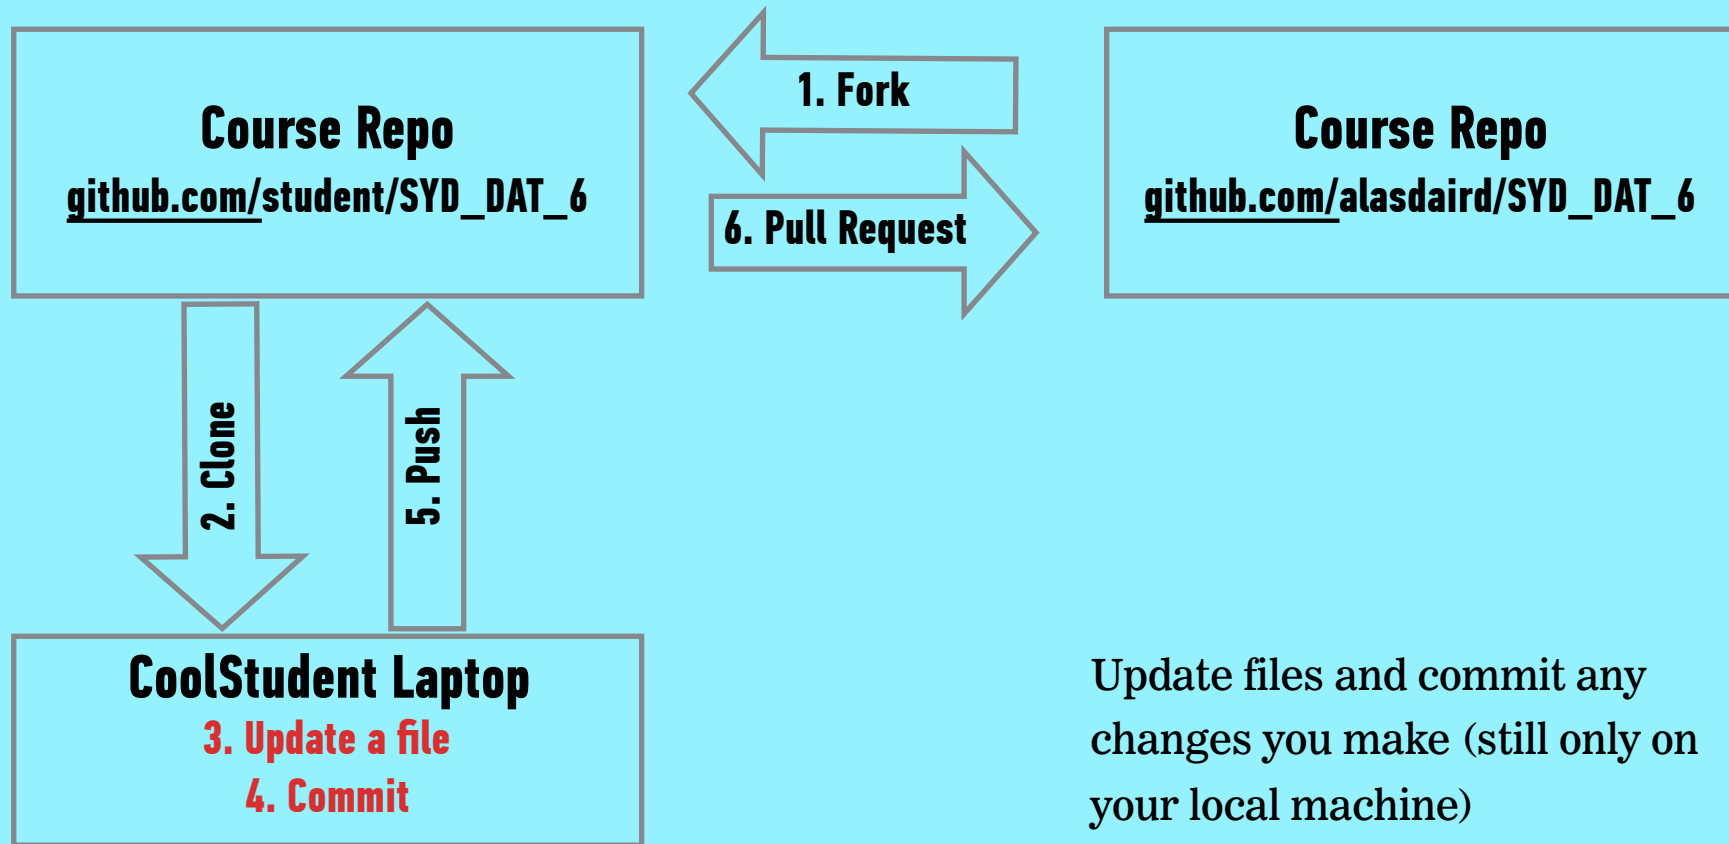 Course Repo
github.com/student/SYD_DAT_6
1. Fork
6. Pull Request
Course Repo
github.com/alasdaird/SYD_DAT_6
2. Clone
5. Push
CoolStudent Laptop
3. Update a file
4. Commit
Update files and commit any
changes you make (still only on
your local machine)